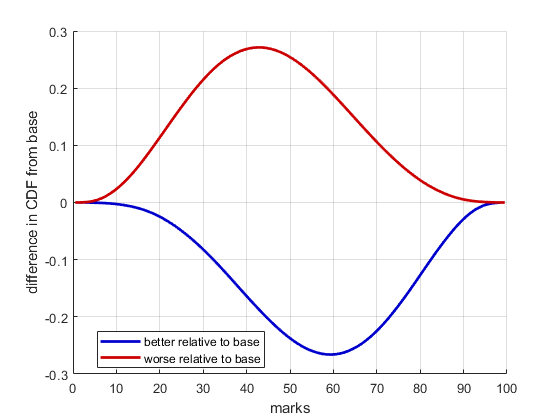 0.3
0.2
0.1
0
-0.1
-0.2
-0.3
difference in CDF from base
better relative to base
worse relative to base
0 10 20 30 40 50 60 70 80 90 100
marks